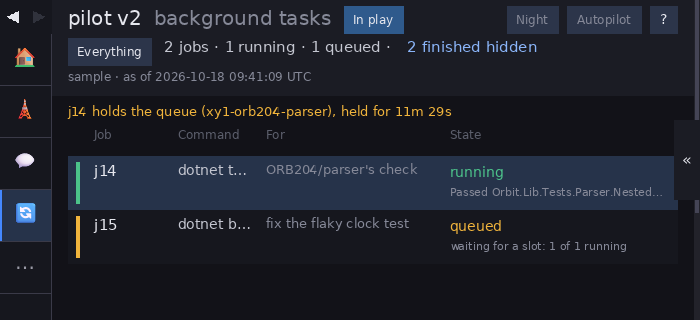 pilot v2 background tasks In play Night Autopilot ?
Everything 2 jobs · 1 running · 1 queued · 2 finished hidden
sample · as of 2026-10-18 09:41:09 UTC
j14 holds the queue (xy1-orb204-parser), held for 11m 29s
Job Command For State
j14 dotnet t... ORB204/parser's check running
Passed Orbit.Lib.Tests.Parser.Nested...
j15 dotnet b... fix the flaky clock test queued
waiting for a slot: 1 of 1 running